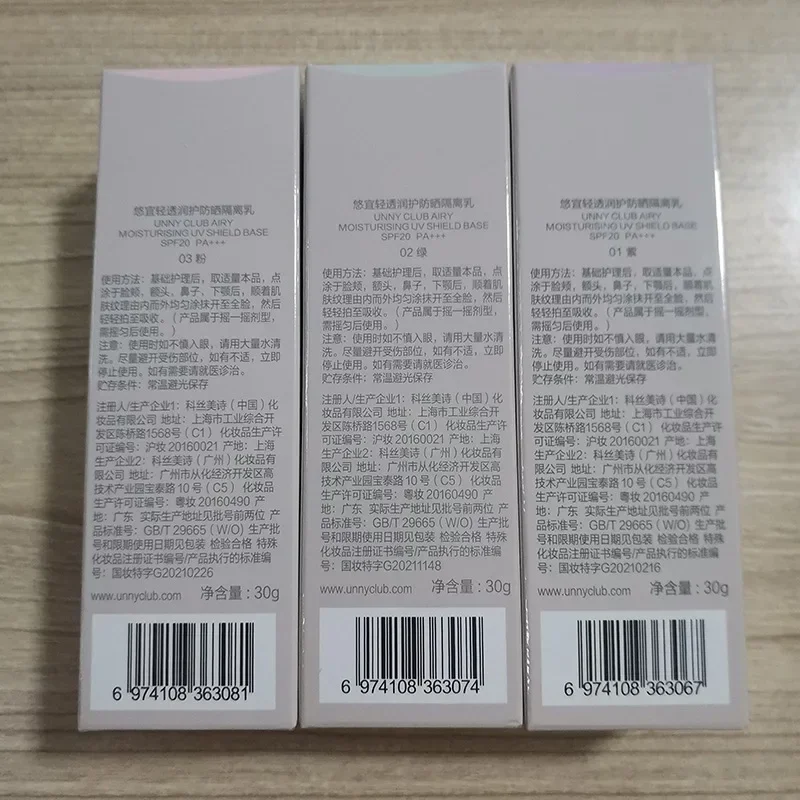 悠宜轻透润护防晒隔离乳
UNNY CLUB AIRY
MOISTURISING UV SHIELD BASE
SPF20 PA+++
03 粉
使用方法：基础护理后，取适量本品，点
涂于脸颊，额头，鼻子，下颚后，顺着肌
肤纹理由内而外均匀涂抹开至全脸，然后
轻轻拍至吸收。（产品属于摇一摇剂型，
需摇匀后使用。）
注意：使用时如不慎入眼，请用大量水清
洗。尽量避开受伤部位，如有不适，立即
停止使用。如有需要请就医诊治。
贮存条件：常温避光保存
注册人/生产企业1：科丝美诗（中国）化
妆品有限公司 地址：上海市工业综合开
发区陈桥路1568号（C1） 化妆品生产许
可证编号：沪妆 20160021 产地：上海
生产企业2：科丝美诗（广州）化妆品有
限公司 地址：广州市从化经济开发区高
技术产业园宝泰路 10 号（C5） 化妆品
生产许可证编号：粤妆 20160490 产
地：广东 实际生产地址见批号前两位 产
品标准号：GB/T 29665 (W/O) 生产批
号和限期使用日期见包装 检验合格 特殊
化妆品注册证书编号/产品执行的标准编
号：国妆特字G20210226
www.unnyclub.com 净含量：30g
6 974108 363081
悠宜轻透润护防晒隔离乳
UNNY CLUB AIRY
MOISTURISING UV SHIELD BASE
SPF20 PA+++
02 绿
使用方法：基础护理后，取适量本品，点
涂于脸颊，额头，鼻子，下颚后，顺着肌
肤纹理由内而外均匀涂抹开至全脸，然后
轻轻拍至吸收。（产品属于摇一摇剂型，
需摇匀后使用。）
注意：使用时如不慎入眼，请用大量水清
洗。尽量避开受伤部位，如有不适，立即
停止使用。如有需要请就医诊治。
贮存条件：常温避光保存
注册人/生产企业1：科丝美诗（中国）化
妆品有限公司 地址：上海市工业综合开
发区陈桥路1568号（C1） 化妆品生产许
可证编号：沪妆 20160021 产地：上海
生产企业2：科丝美诗（广州）化妆品有
限公司 地址：广州市从化经济开发区高
技术产业园宝泰路 10 号（C5） 化妆品
生产许可证编号：粤妆 20160490 产
地：广东 实际生产地址见批号前两位 产
品标准号：GB/T 29665 (W/O) 生产批
号和限期使用日期见包装 检验合格 特殊
化妆品注册证书编号/产品执行的标准编
号：国妆特字G20211148
www.unnyclub.com 净含量：30g
6 974108 363074
悠宜轻透润护防晒隔离乳
UNNY CLUB AIRY
MOISTURISING UV SHIELD BASE
SPF20 PA+++
01 紫
使用方法：基础护理后，取适量本品，点
涂于脸颊，额头，鼻子，下颚后，顺着肌
肤纹理由内而外均匀涂抹开至全脸，然后
轻轻拍至吸收。（产品属于摇一摇剂型，
需摇匀后使用。）
注意：使用时如不慎入眼，请用大量水清
洗。尽量避开受伤部位，如有不适，立即
停止使用。如有需要请就医诊治。
贮存条件：常温避光保存
注册人/生产企业1：科丝美诗（中国）化
妆品有限公司 地址：上海市工业综合开
发区陈桥路1568号（C1） 化妆品生产许
可证编号：沪妆 20160021 产地：上海
生产企业2：科丝美诗（广州）化妆品有
限公司 地址：广州市从化经济开发区高
技术产业园宝泰路 10 号（C5） 化妆品
生产许可证编号：粤妆 20160490 产
地：广东 实际生产地址见批号前两位 产
品标准号：GB/T 29665 (W/O) 生产批
号和限期使用日期见包装 检验合格 特殊
化妆品注册证书编号/产品执行的标准编
号：国妆特字G20210216
www.unnyclub.com 净含量：30g
6 974108 363067